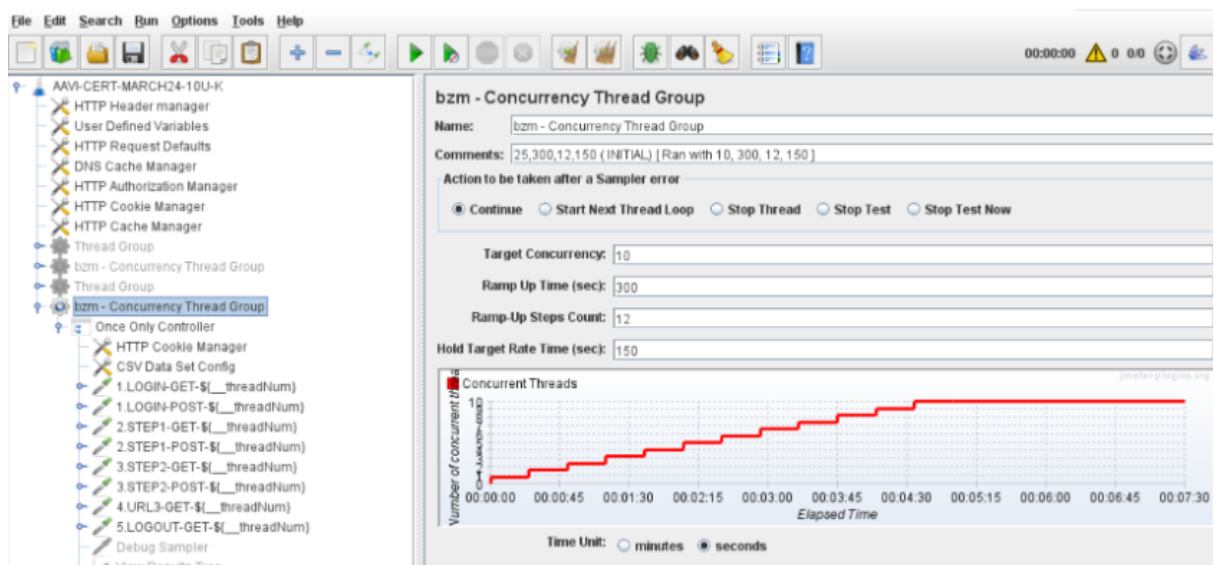 File Edit Search Run Options Tools Help
00:00:00 0 0/0
AAVI-CERT-MARCH24-10U-K
HTTP Header manager
User Defined Variables
HTTP Request Defaults
DNS Cache Manager
HTTP Authorization Manager
HTTP Cookie Manager
HTTP Cache Manager
Thread Group
bzm - Concurrency Thread Group
Thread Group
bzm - Concurrency Thread Group
Once Only Controller
HTTP Cookie Manager
CSV Data Set Config
1.LOGIN-GET-${__threadNum}
1.LOGIN-POST-${__threadNum}
2.STEP1-GET-${__threadNum}
2.STEP1-POST-${__threadNum}
3.STEP2-GET-${__threadNum}
3.STEP2-POST-${__threadNum}
4.URL3-GET-${__threadNum}
5.LOGOUT-GET-${__threadNum}
Debug Sampler
View Results Tree
bzm - Concurrency Thread Group
Name: bzm - Concurrency Thread Group
Comments: 25,300,12,150 ( INITIAL) [ Ran with 10, 300, 12, 150 ]
Action to be taken after a Sampler error
Continue Start Next Thread Loop Stop Thread Stop Test Stop Test Now
Target Concurrency: 10
Ramp Up Time (sec): 300
Ramp-Up Steps Count: 12
Hold Target Rate Time (sec): 150
Concurrent Threads
jmeter-plugins.org
Number of concurrent threa
10
00:00:00 00:00:45 00:01:30 00:02:15 00:03:00 00:03:45 00:04:30 00:05:15 00:06:00 00:06:45 00:07:30
Elapsed Time
Time Unit: minutes seconds